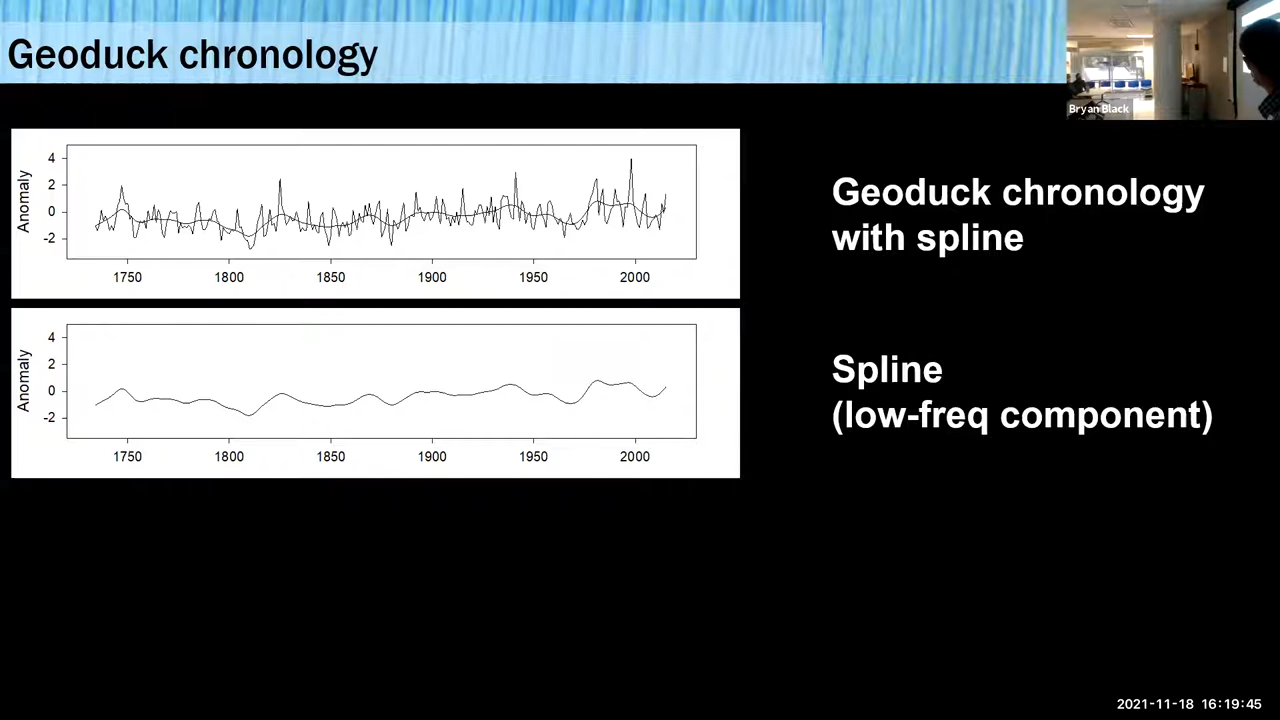 Geoduck chronology
Bryan Black
Anomaly
4
2
0
-2
1750 1800 1850 1900 1950 2000
Geoduck chronology
with spline
Anomaly
4
2
0
-2
1750 1800 1850 1900 1950 2000
Spline
(low-freq component)
2021-11-18 16:19:45